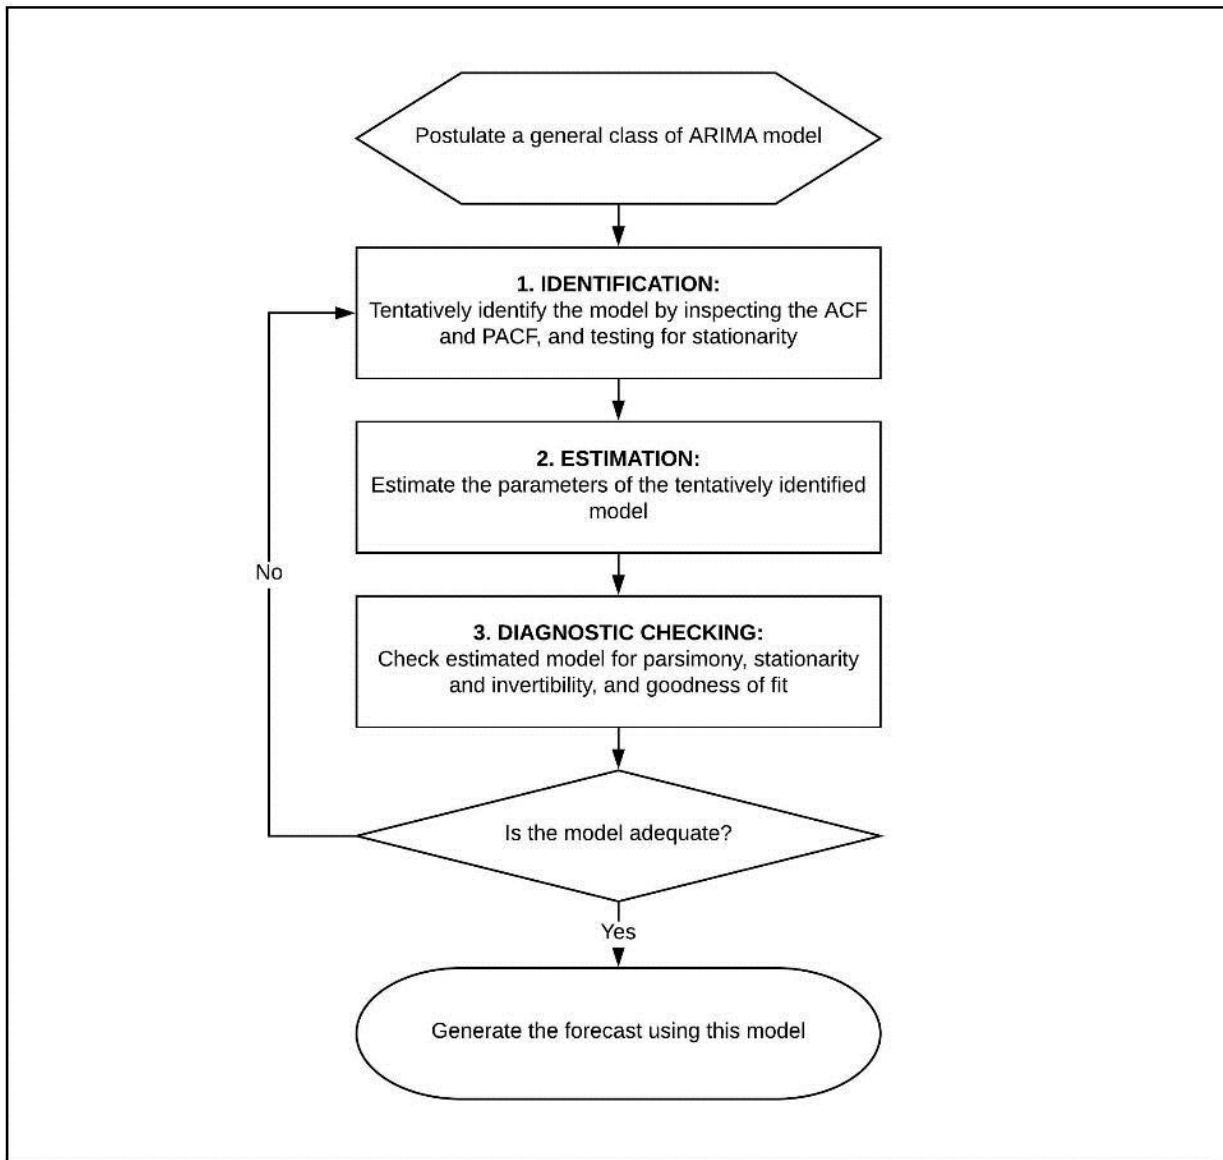 Postulate a general class of ARIMA model
1. IDENTIFICATION:
Tentatively identify the model by inspecting the ACF
and PACF, and testing for stationarity
2. ESTIMATION:
Estimate the parameters of the tentatively identified
model
No
3. DIAGNOSTIC CHECKING:
Check estimated model for parsimony, stationarity
and invertibility, and goodness of fit
Is the model adequate?
Yes
Generate the forecast using this model